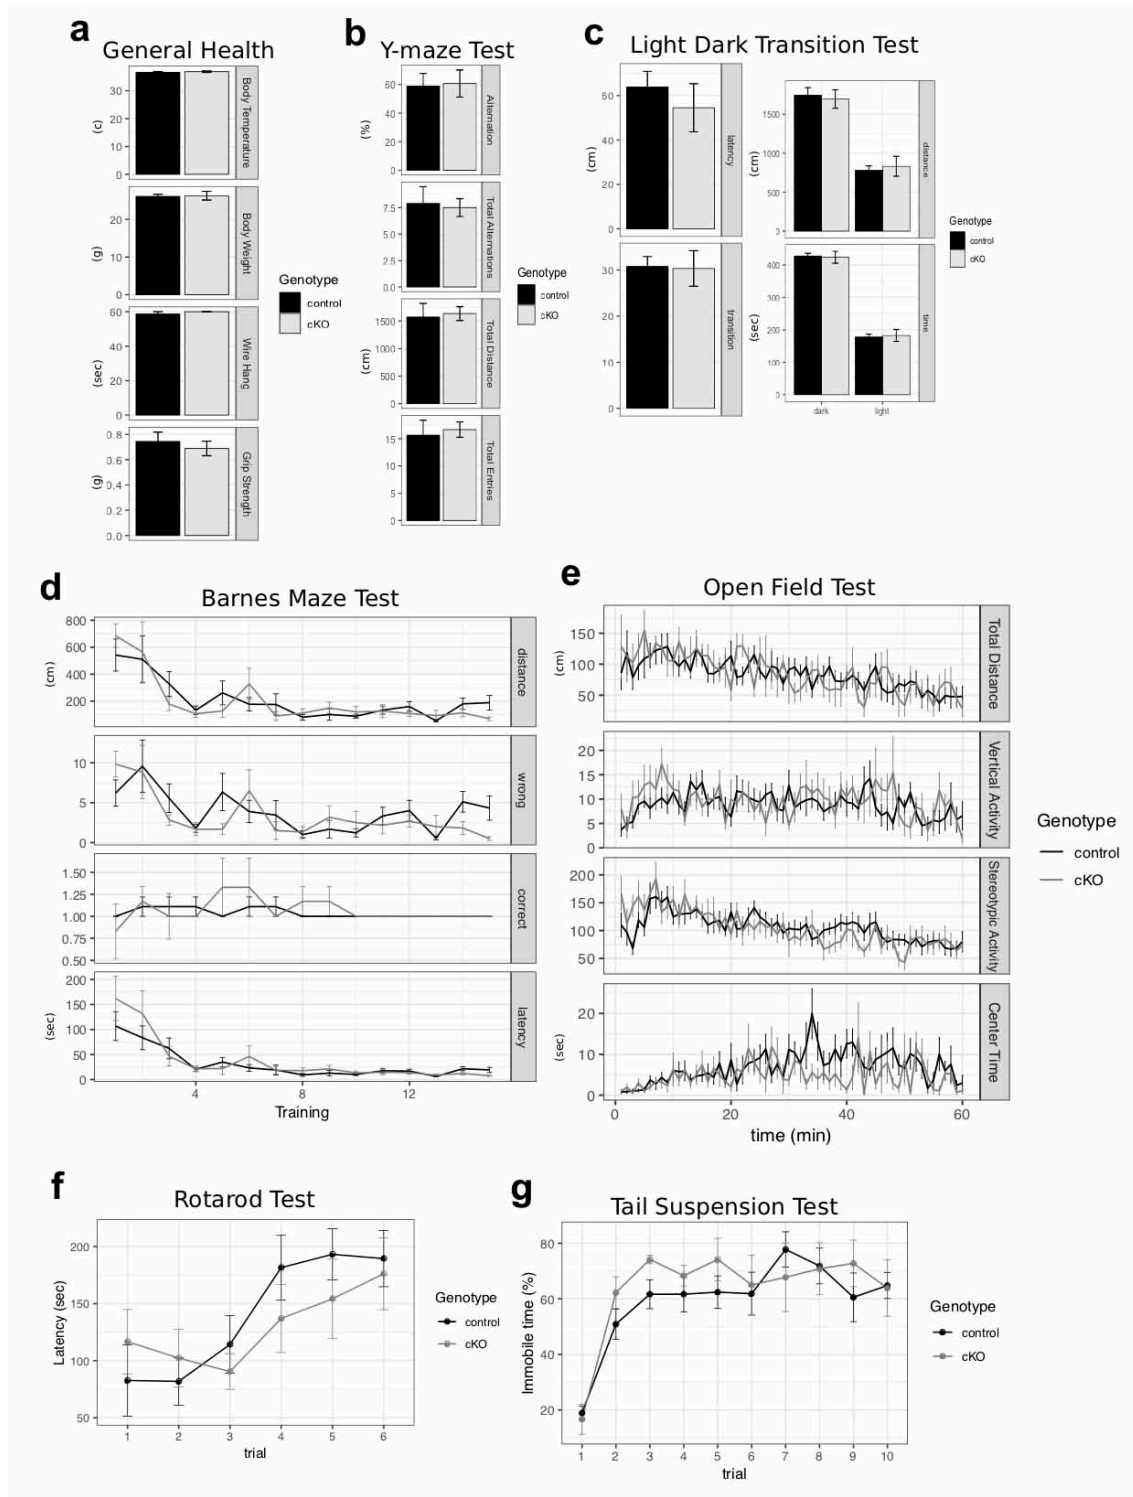 a
General Health
(c)
30
20
10
0
Body Temperature
(g)
20
10
0
Body Weight
(sec)
60
40
20
0
Wire Hang
(g)
0.8
0.6
0.4
0.2
0.0
Grip Strength
Genotype
control
cKO
b
Y-maze Test
(%)
60
40
20
0
Alternation
7.5
5.0
2.5
0.0
Total Alternations
(cm)
1500
1000
500
0
Total Distance
15
10
5
0
Total Entries
Genotype
control
cKO
c
Light Dark Transition Test
(cm)
60
40
20
0
latency
30
20
10
0
transition
(cm)
1500
1000
500
0
distance
(sec)
400
300
200
100
0
time
dark
light
Genotype
control
cKO
d
Barnes Maze Test
(cm)
800
600
400
200
distance
10
5
0
wrong
1.50
1.25
1.00
0.75
0.50
correct
(sec)
200
150
100
50
0
latency
4
8
12
Training
e
Open Field Test
(cm)
150
100
50
Total Distance
20
15
10
5
0
Vertical Activity
200
150
100
50
Stereotypic Activity
(sec)
20
10
0
Center Time
0
20
40
60
time (min)
Genotype
control
cKO
f
Rotarod Test
Latency (sec)
200
150
100
50
1
2
3
4
5
6
trial
Genotype
control
cKO
g
Tail Suspension Test
Immobile time (%)
80
60
40
20
1
2
3
4
5
6
7
8
9
10
trial
Genotype
control
cKO